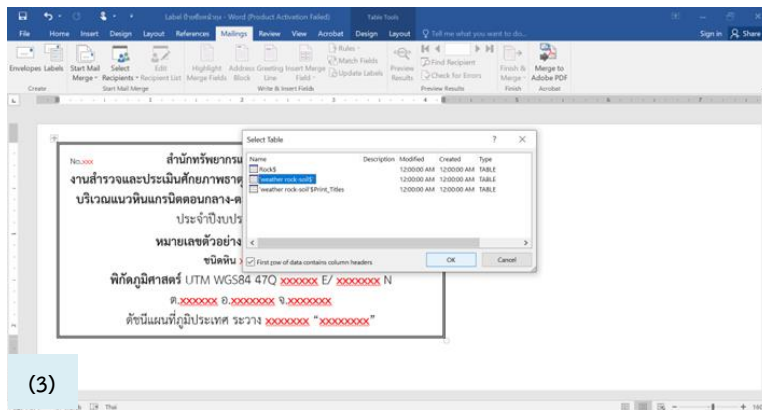 Label ป้ายชื่อหน้าถุง - Word (Product Activation Failed)
Table Tools
File Home Insert Design Layout References Mailings Review View Acrobat Design Layout Tell me what you want to do...
Sign in Share
Envelopes Labels
Start Mail Merge
Select Recipients
Edit Recipient List
Highlight Merge Fields
Address Block
Greeting Line
Insert Merge Field
Rules
Match Fields
Update Labels
Preview Results
Find Recipient
Check for Errors
Finish & Merge
Merge to Adobe PDF
Create Start Mail Merge Write & Insert Fields Preview Results Finish Acrobat
Select Table
Name Description Modified Created Type
Rock$ 12:00:00 AM 12:00:00 AM TABLE
'weather rock-soil$' 12:00:00 AM 12:00:00 AM TABLE
'weather rock-soil'$Print_Titles 12:00:00 AM 12:00:00 AM TABLE
First row of data contains column headers
OK Cancel
No.xxx สำนักทรัพยากรแ
งานสำรวจและประเมินศักยภาพธาตุ
บริเวณแนวหินแกรนิตตอนกลาง-ต
ประจำปีงบปร
หมายเลขตัวอย่าง
ชนิดหิน
พิกัดภูมิศาสตร์ UTM WGS84 47Q xxxxxx E/ xxxxxxx N
ต.xxxxxx อ.xxxxxxx จ.xxxxxxx
ดัชนีแผนที่ภูมิประเทศ ระวาง xxxxxxx “xxxxxxxx”
(3)
Thai